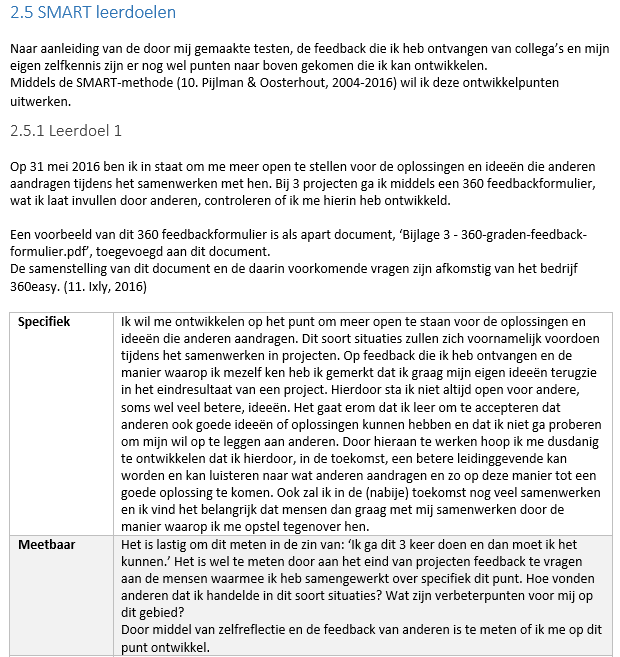 2.5 SMART leerdoelen
Naar aanleiding van de door mij gemaakte testen, de feedback die ik heb ontvangen van collega's en mijn
eigen zelfkennis zijn er nog wel punten naar boven gekomen die ik kan ontwikkelen.
Middels de SMART-methode (10. Pijlman & Oosterhout, 2004-2016) wil ik deze ontwikkelpunten
uitwerken.
2.5.1 Leerdoel 1
Op 31 mei 2016 ben ik in staat om me meer open te stellen voor de oplossingen en ideeën die anderen
aandragen tijdens het samenwerken met hen. Bij 3 projecten ga ik middels een 360 feedbackformulier,
wat ik laat invullen door anderen, controleren of ik me hierin heb ontwikkeld.
Een voorbeeld van dit 360 feedbackformulier is als apart document, 'Bijlage 3 - 360-graden-feedback-
formulier.pdf', toegevoegd aan dit document.
De samenstelling van dit document en de daarin voorkomende vragen zijn afkomstig van het bedrijf
360easy. (11. Ixly, 2016)
Specifiek
Ik wil me ontwikkelen op het punt om meer open te staan voor de oplossingen en
ideeën die anderen aandragen. Dit soort situaties zullen zich voornamelijk voordoen
tijdens het samenwerken in projecten. Op feedback die ik heb ontvangen en de
manier waarop ik mezelf ken heb ik gemerkt dat ik graag mijn eigen ideeën terugzie
in het eindresultaat van een project. Hierdoor sta ik niet altijd open voor andere,
soms wel veel betere, ideeën. Het gaat erom dat ik leer om te accepteren dat
anderen ook goede ideeën of oplossingen kunnen hebben en dat ik niet ga proberen
om mijn wil op te leggen aan anderen. Door hieraan te werken hoop ik me dusdanig
te ontwikkelen dat ik hierdoor, in de toekomst, een betere leidinggevende kan
worden en kan luisteren naar wat anderen aandragen en zo op deze manier tot een
goede oplossing te komen. Ook zal ik in de (nabije) toekomst nog veel samenwerken
en ik vind het belangrijk dat mensen dan graag met mij samenwerken door de
manier waarop ik me opstel tegenover hen.
Meetbaar
Het is lastig om dit meten in de zin van: 'Ik ga dit 3 keer doen en dan moet ik het
kunnen.' Het is wel te meten door aan het eind van projecten feedback te vragen
aan de mensen waarmee ik heb samengewerkt over specifiek dit punt. Hoe vonden
anderen dat ik handelde in dit soort situaties? Wat zijn verbeterpunten voor mij op
dit gebied?
Door middel van zelfreflectie en de feedback van anderen is te meten of ik me op dit
punt ontwikkel.